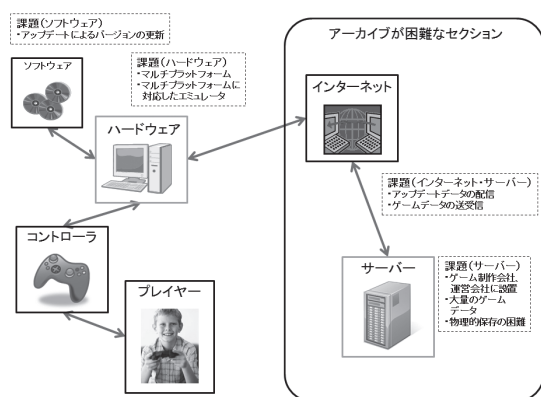 課題(ソフトウェア)
・アップデートによるバージョンの更新
ソフトウェア
課題(ハードウェア)
・マルチプラットフォーム
・マルチプラットフォームに
対応したエミュレータ
ハードウェア
コントローラ
プレイヤー
アーカイブが困難なセクション
インターネット
課題(インターネット・サーバー)
・アップデートデータの配信
・ゲームデータの送受信
サーバー
課題(サーバー)
・ゲーム制作会社、
運営会社に設置
・大量のゲーム
データ
・物理的保存の困難